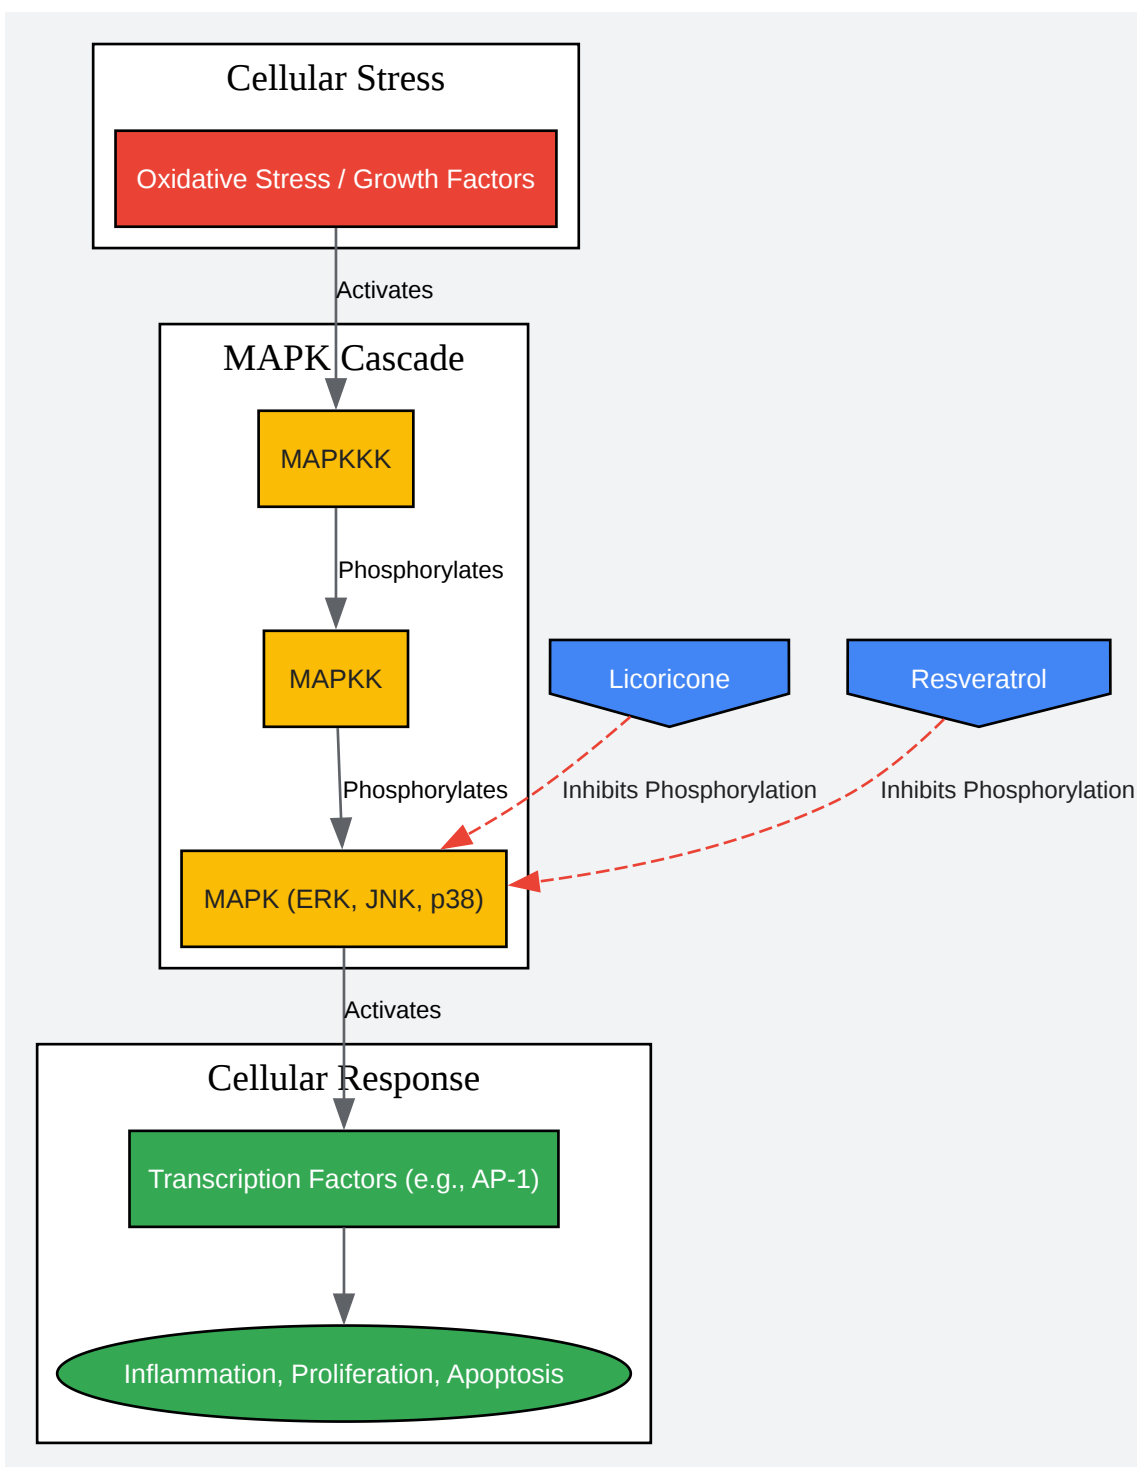 Cellular Stress
Oxidative Stress / Growth Factors
Activates
MAPK Cascade
MAPKKK
Phosphorylates
MAPKK
Licoricone
Resveratrol
Phosphorylates
Inhibits Phosphorylation
Inhibits Phosphorylation
MAPK (ERK, JNK, p38)
Activates
Cellular Response
Transcription Factors (e.g., AP-1)
Inflammation, Proliferation, Apoptosis